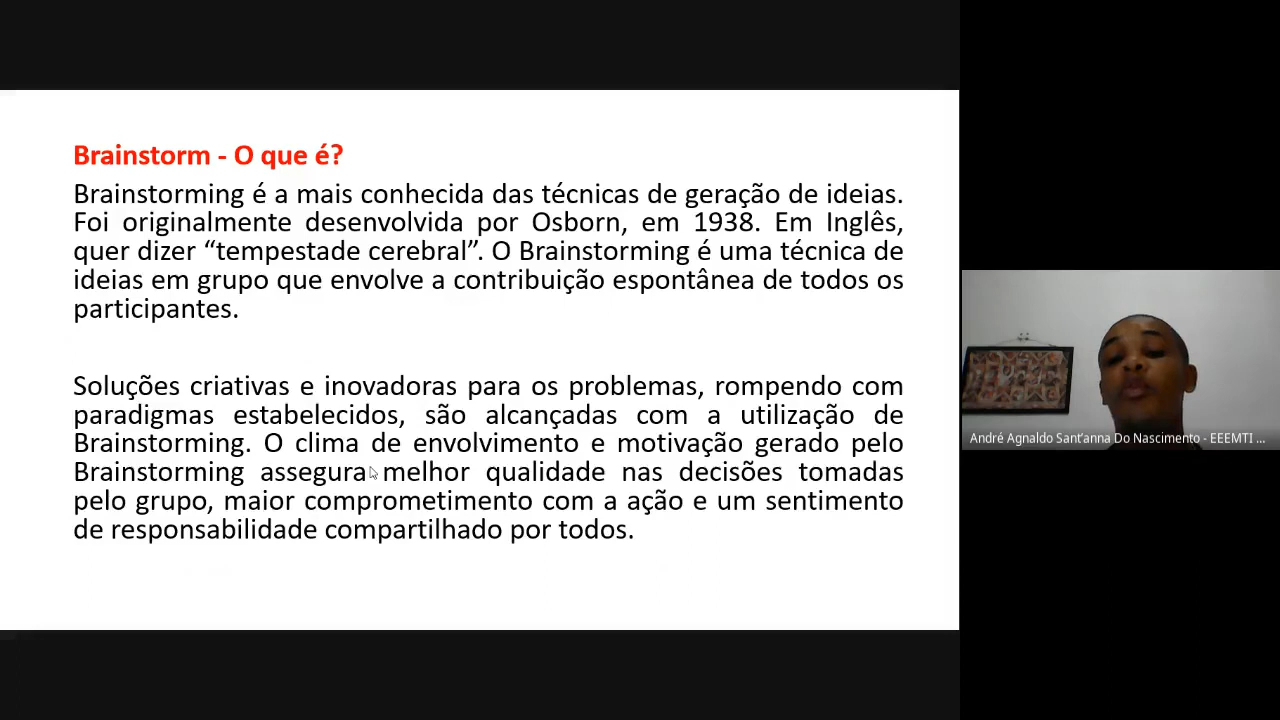 Brainstorm - O que é?
Brainstorming é a mais conhecida das técnicas de geração de ideias.
Foi originalmente desenvolvida por Osborn, em 1938. Em Inglês,
quer dizer “tempestade cerebral”. O Brainstorming é uma técnica de
ideias em grupo que envolve a contribuição espontânea de todos os
participantes.
Soluções criativas e inovadoras para os problemas, rompendo com
paradigmas estabelecidos, são alcançadas com a utilização de
Brainstorming. O clima de envolvimento e motivação gerado pelo
Brainstorming assegura melhor qualidade nas decisões tomadas
pelo grupo, maior comprometimento com a ação e um sentimento
de responsabilidade compartilhado por todos.
André Agnaldo Sant'anna Do Nascimento - EEEMTI ...